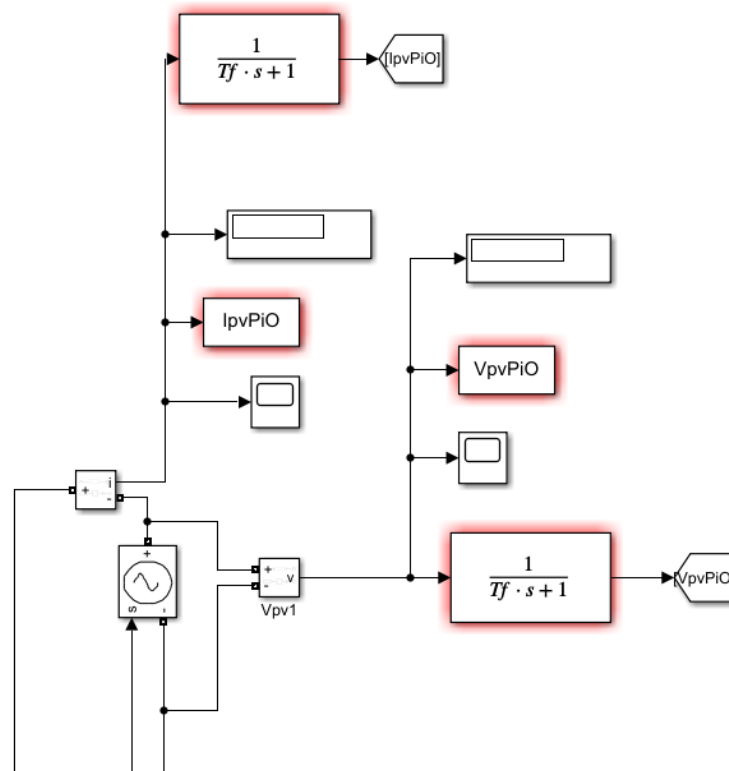 1
Tf · s + 1
[IpvPiO]
IpvPiO
VpvPiO
i
+
-
+
s
-
+
-
v
Vpv1
1
Tf · s + 1
[VpvPiO